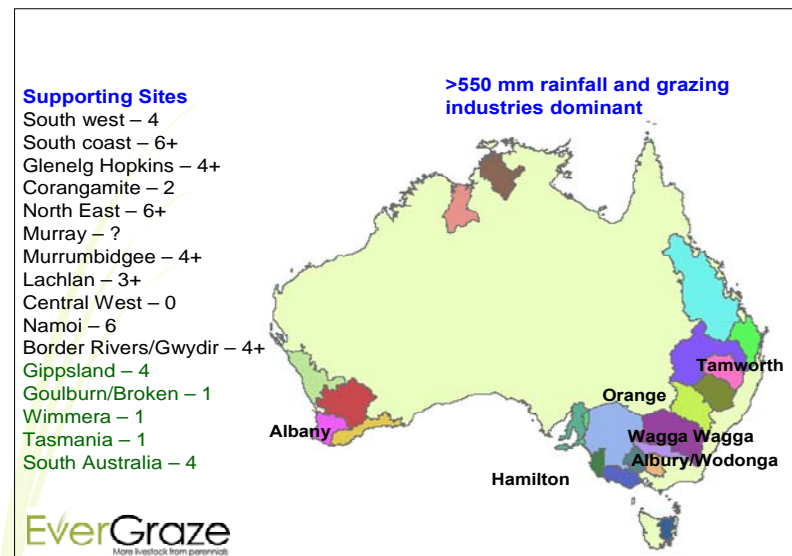 Supporting Sites
South west – 4
South coast – 6+
Glenelg Hopkins – 4+
Corangamite – 2
North East – 6+
Murray – ?
Murrumbidgee – 4+
Lachlan – 3+
Central West – 0
Namoi – 6
Border Rivers/Gwydir – 4+
Gippsland – 4
Goulburn/Broken – 1
Wimmera – 1
Tasmania – 1
South Australia – 4
>550 mm rainfall and grazing
industries dominant
Tamworth
Orange
Albany
Wagga Wagga
Albury/Wodonga
Hamilton
EverGraze
More livestock from perennials